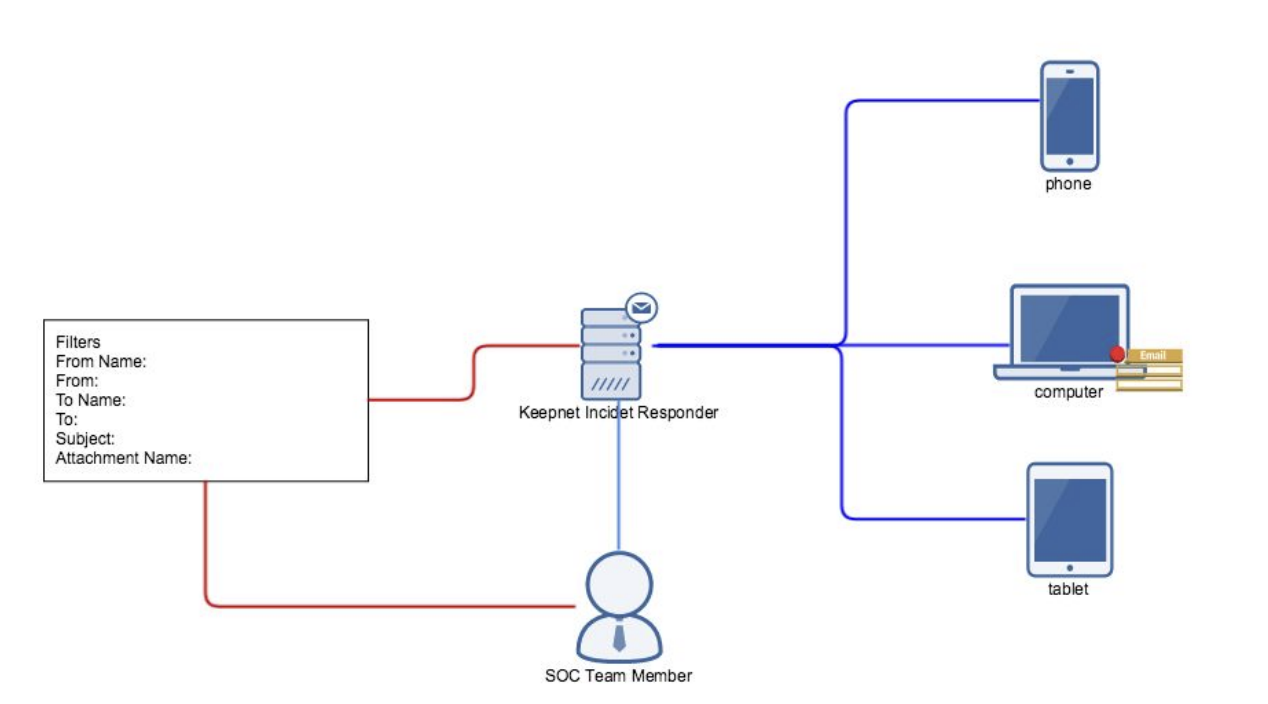 phone
Filters
From Name:
From:
To Name:
To:
Subject:
Attachment Name:
Keepnet Incidet Responder
Email
computer
tablet
SOC Team Member